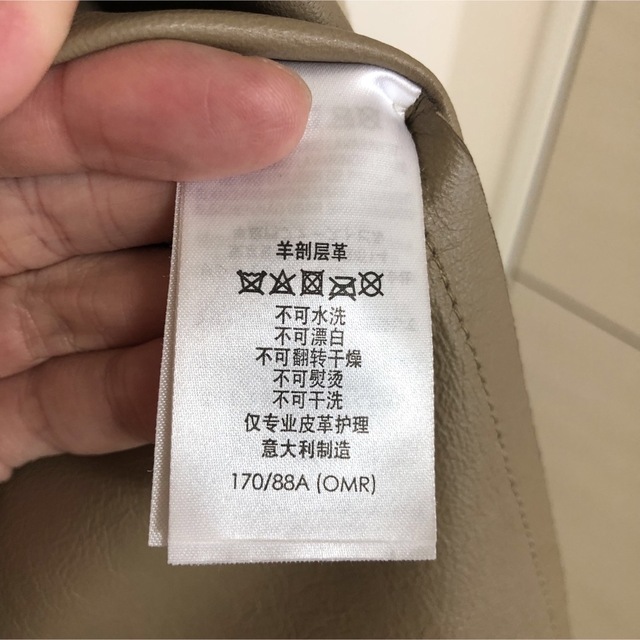 羊剖层革
不可水洗
不可漂白
不可翻转干燥
不可熨烫
不可干洗
仅专业皮革护理
意大利制造
170/88A (OMR)